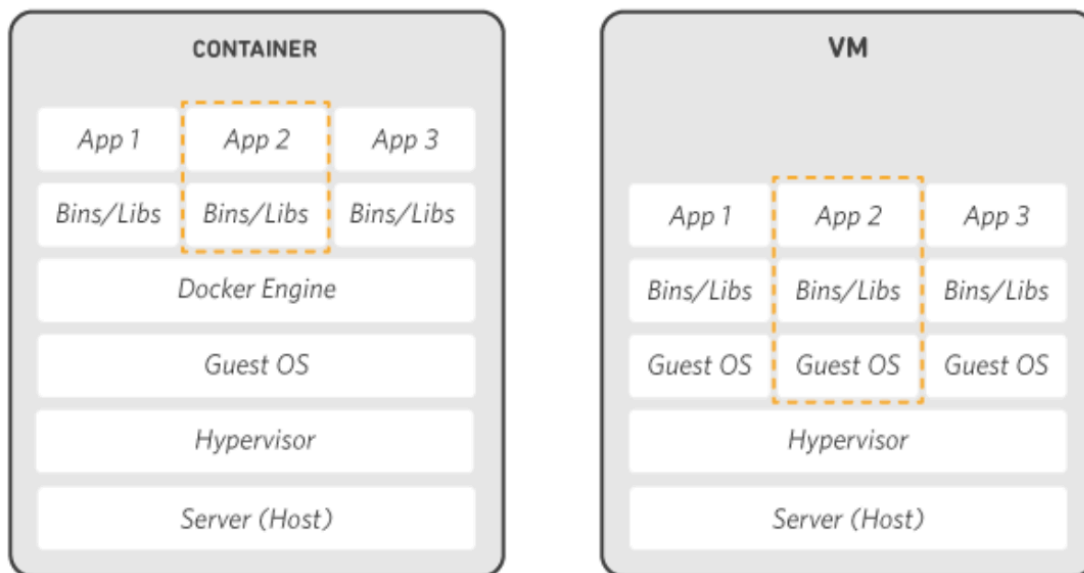 CONTAINER
App 1 App 2 App 3
Bins/Libs Bins/Libs Bins/Libs
Docker Engine
Guest OS
Hypervisor
Server (Host)
VM
App 1 App 2 App 3
Bins/Libs Bins/Libs Bins/Libs
Guest OS Guest OS Guest OS
Hypervisor
Server (Host)